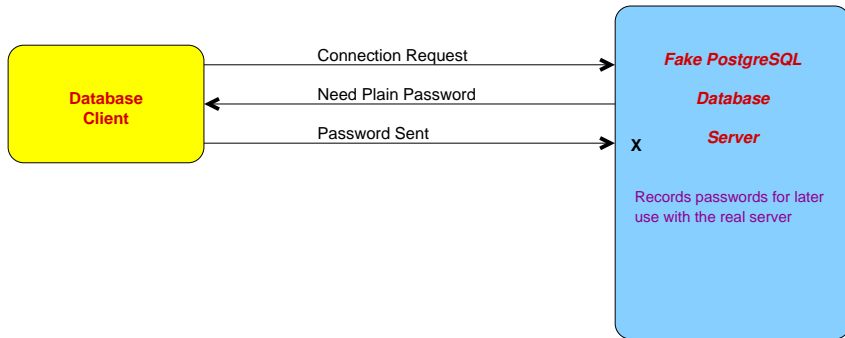 Database
Client
Connection Request
Need Plain Password
Password Sent
Fake PostgreSQL
Database
Server
X
Records passwords for later
use with the real server